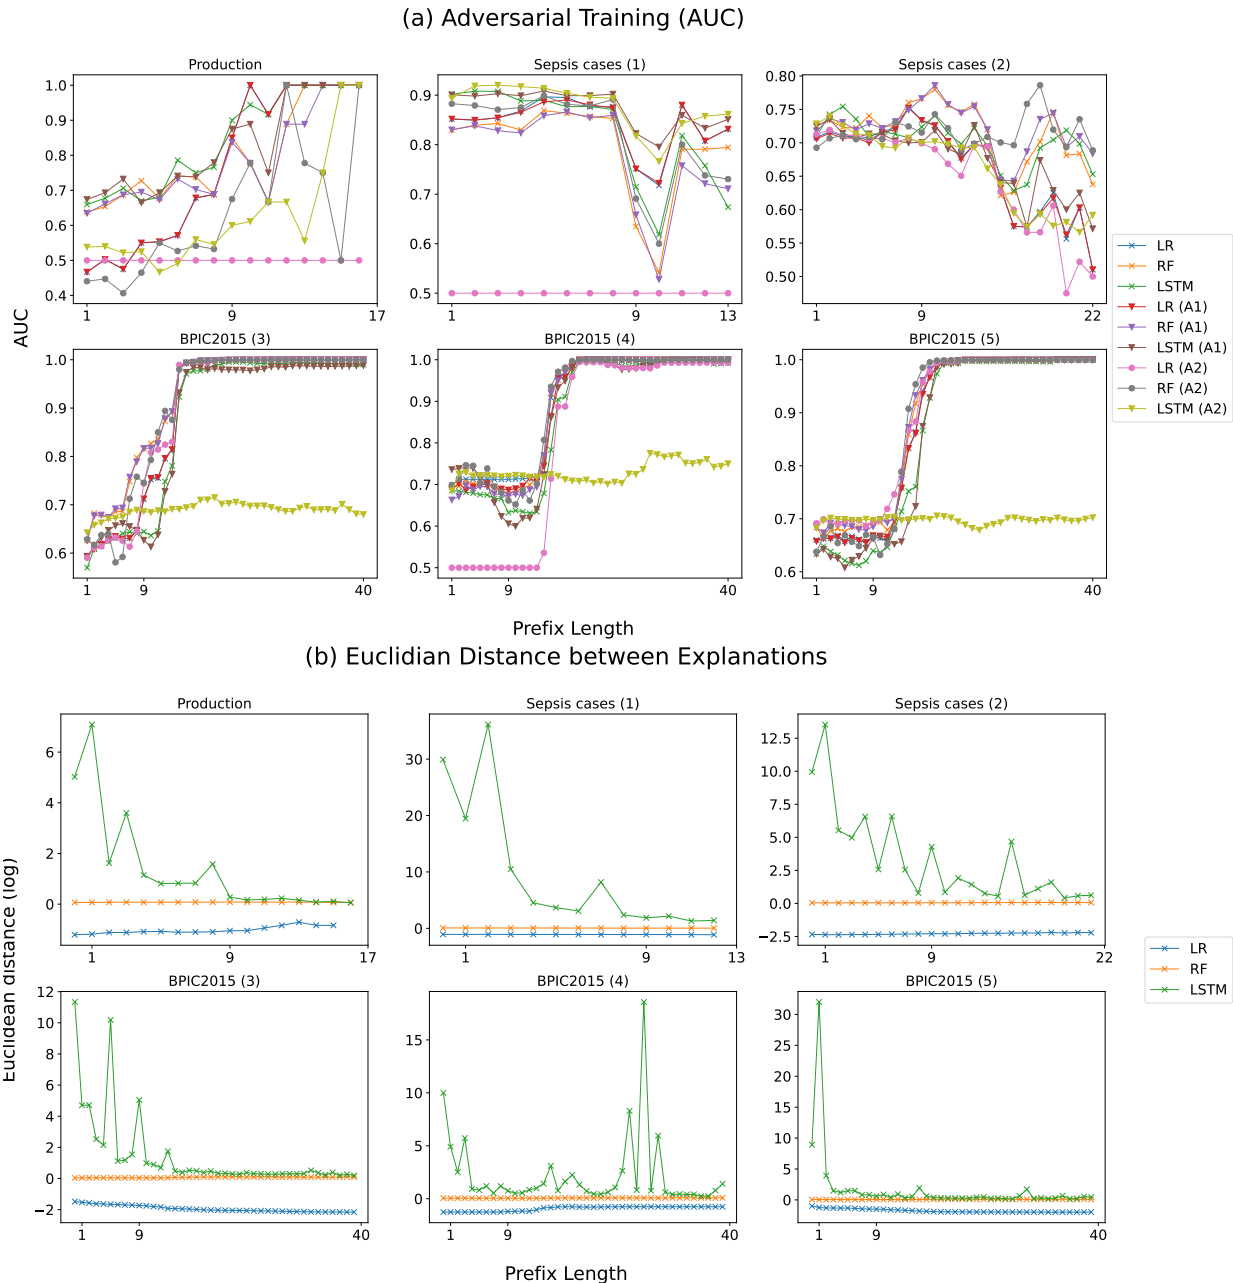 (a) Adversarial Training (AUC)
Production
Sepsis cases (1)
Sepsis cases (2)
1.0
0.9
0.8
0.7
0.6
0.5
0.4
1 9 17
0.9
0.8
0.7
0.6
0.5
1 9 13
0.80
0.75
0.70
0.65
0.60
0.55
0.50
1 9 22
AUC
BPIC2015 (3)
BPIC2015 (4)
BPIC2015 (5)
1.0
0.9
0.8
0.7
0.6
1 9 40
1.0
0.9
0.8
0.7
0.6
0.5
1 9 40
1.0
0.9
0.8
0.7
0.6
1 9 40
LR
RF
LSTM
LR (A1)
RF (A1)
LSTM (A1)
LR (A2)
RF (A2)
LSTM (A2)
Prefix Length
(b) Euclidian Distance between Explanations
Production
Sepsis cases (1)
Sepsis cases (2)
6
4
2
0
1 9 17
30
20
10
0
1 9 13
12.5
10.0
7.5
5.0
2.5
0.0
−2.5
1 9 22
Euclidean distance (log)
BPIC2015 (3)
BPIC2015 (4)
BPIC2015 (5)
12
10
8
6
4
2
0
−2
1 9 40
15
10
5
0
1 9 40
30
25
20
15
10
5
0
1 9 40
LR
RF
LSTM
Prefix Length